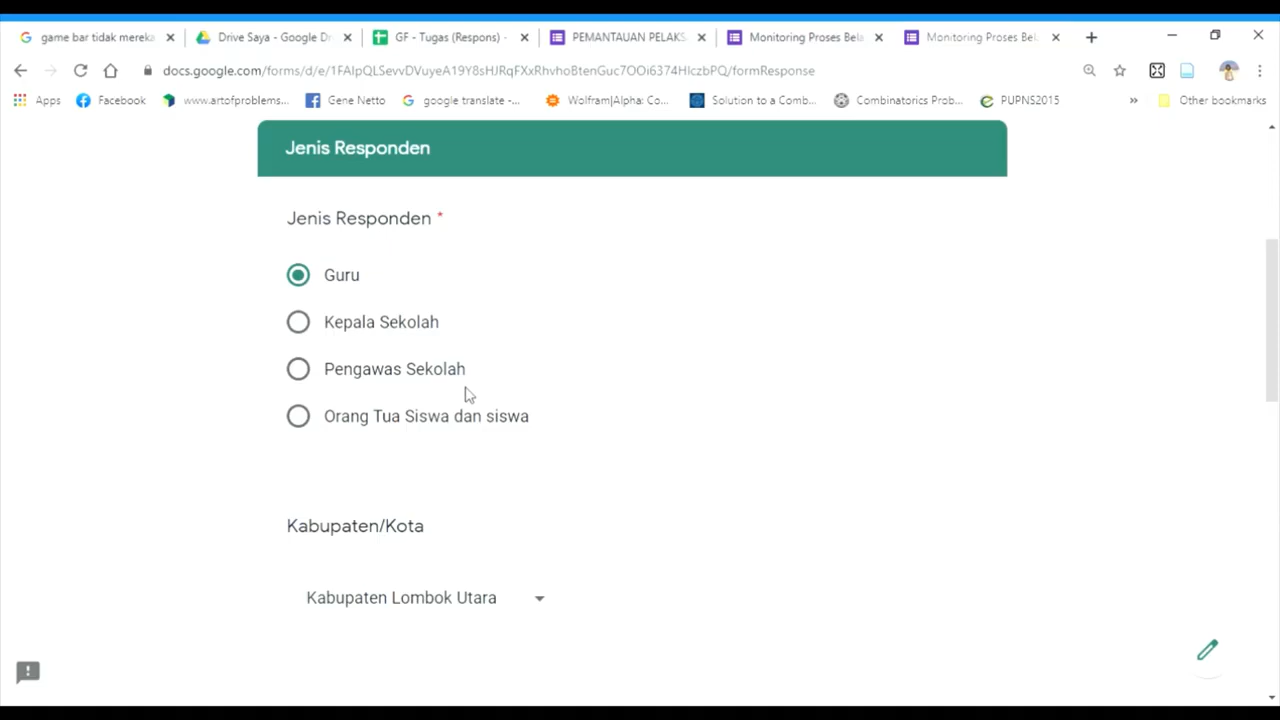 game bar tidak mereka
Drive Saya - Google Dr
GF - Tugas (Respons) -
PEMANTAUAN PELAKS
Monitoring Proses Bela
Monitoring Proses Bel
docs.google.com/forms/d/e/1FAIpQLSevvDVuyeA19Y8sHJRqFXxRhvhoBtenGuc7OOi6374HIczbPQ/formResponse
Apps
Facebook
www.artofproblems...
Gene Netto
google translate -...
Wolfram|Alpha: Co...
Solution to a Comb...
Combinatorics Prob...
PUPNS2015
»
Other bookmarks
Jenis Responden
Jenis Responden *
Guru
Kepala Sekolah
Pengawas Sekolah
Orang Tua Siswa dan siswa
Kabupaten/Kota
Kabupaten Lombok Utara